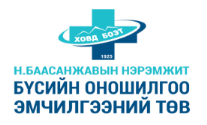 ХОВД БОЭТ
1923
Н.БААСАНЖАВЫН НЭРЭМЖИТ
БҮСИЙН ОНОШИЛГОО
ЭМЧИЛГЭЭНИЙ ТӨВ